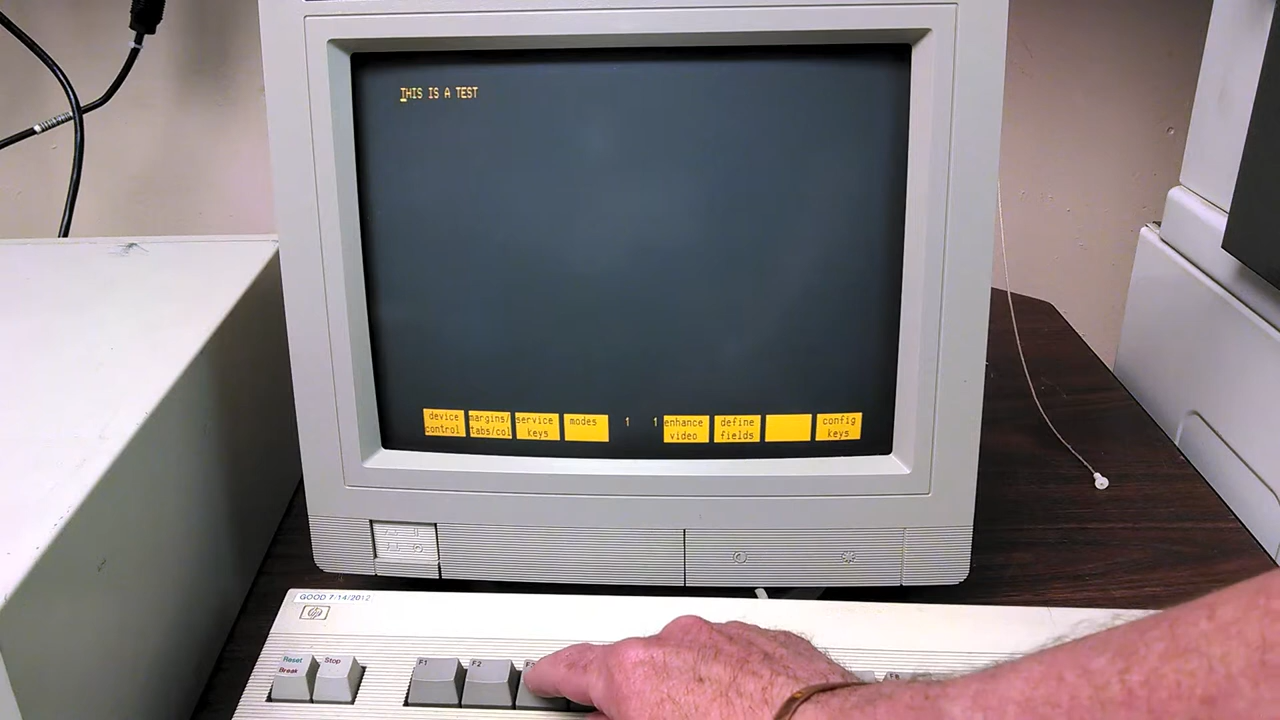 THIS IS A TEST
device control
margins/ tabs/col
service keys
modes
1 1
enhance video
define fields
config keys
GOOD 7-14/2012
hp
Reset
Break
Stop
F1
F2